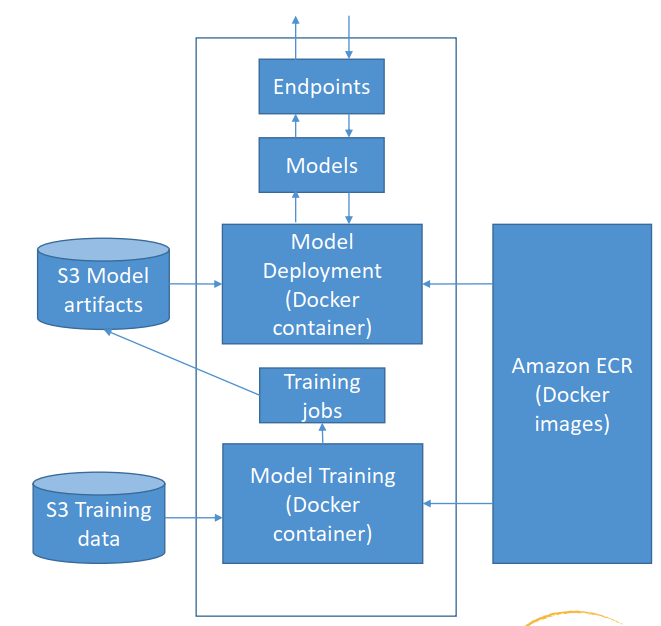 Endpoints
Models
Model
Deployment
(Docker
container)
S3 Model
artifacts
Training
jobs
Amazon ECR
(Docker
images)
Model Training
(Docker
container)
S3 Training
data